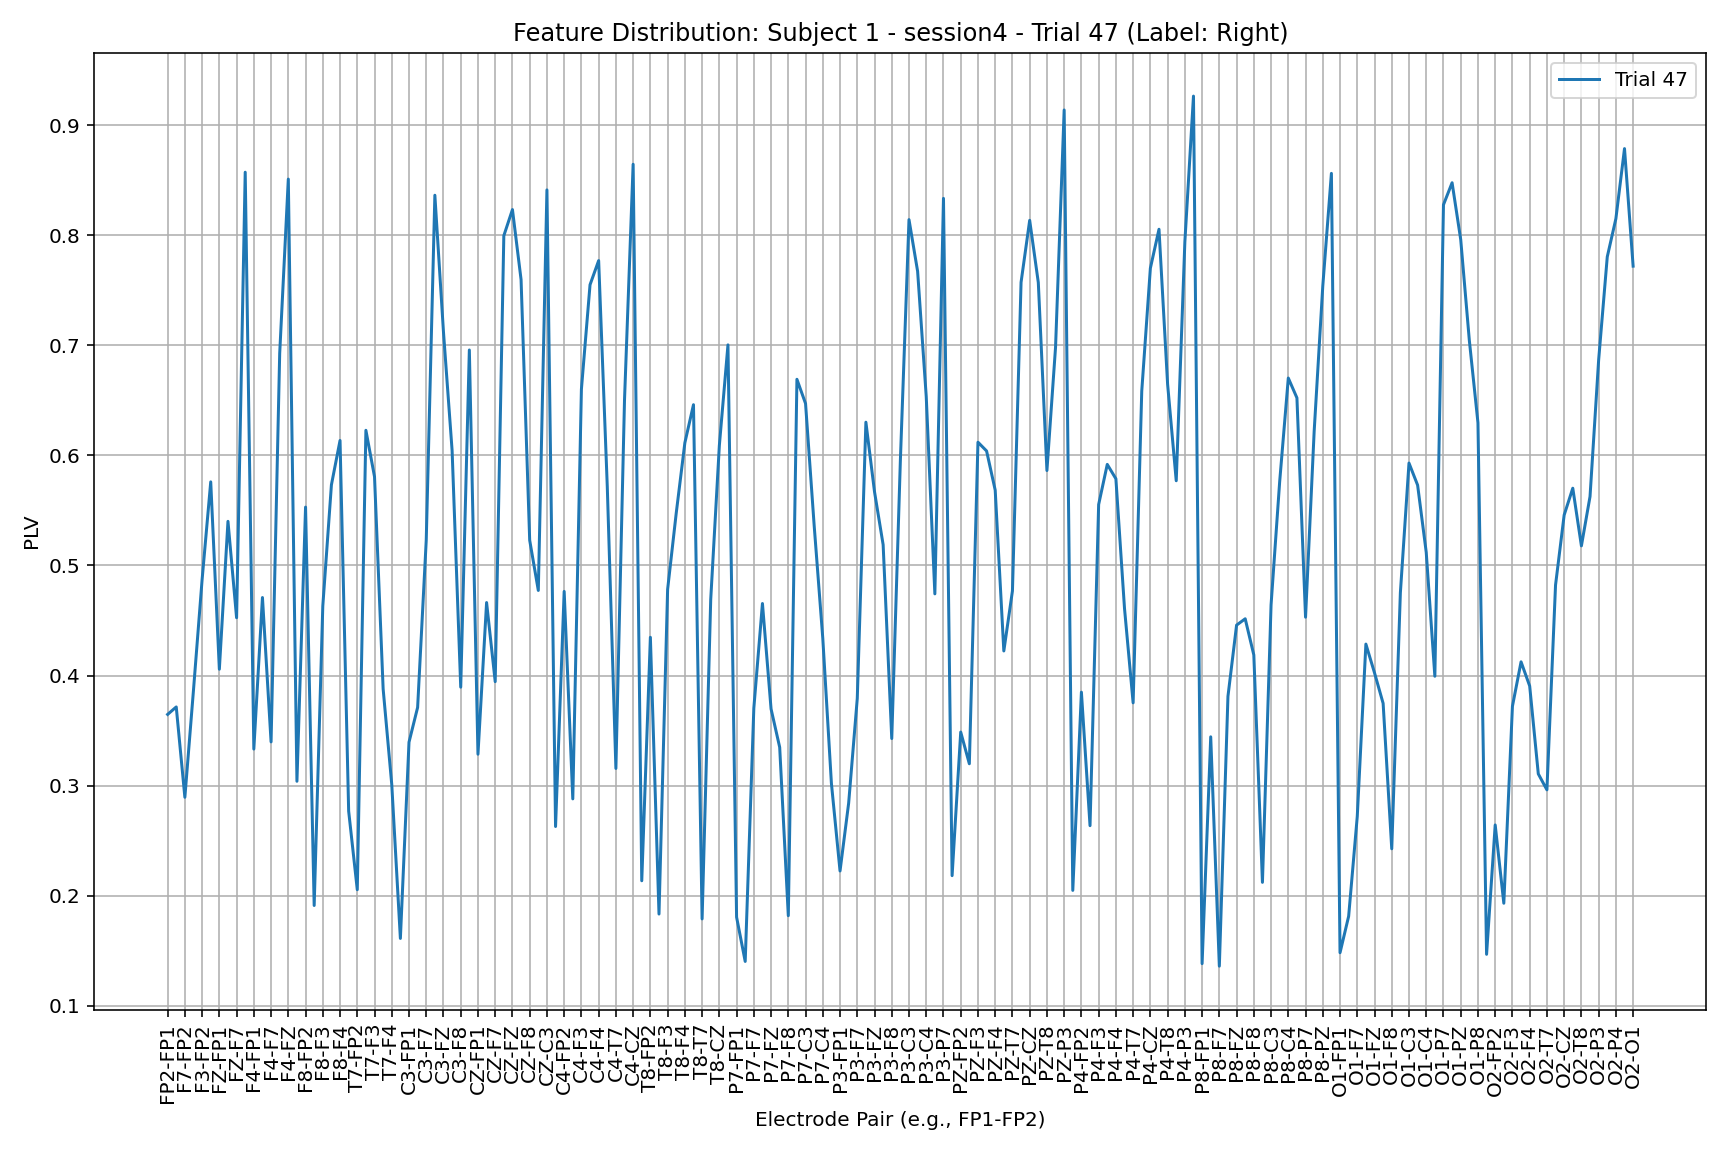 Feature Distribution: Subject 1 - session4 - Trial 47 (Label: Right)
Trial 47
PLV
0.9
0.8
0.7
0.6
0.5
0.4
0.3
0.2
0.1
FP2-FP1
F7-FP2
F3-FP2
FZ-FP1
FZ-F7
F4-FP1
F4-F7
F4-FZ
F8-FP2
F8-F3
F8-F4
T7-FP2
T7-F3
T7-F4
C3-FP1
C3-F7
C3-FZ
C3-F8
CZ-FP1
CZ-F7
CZ-FZ
CZ-F8
CZ-C3
C4-FP2
C4-F3
C4-F4
C4-T7
C4-CZ
T8-FP2
T8-F3
T8-F4
T8-T7
T8-CZ
P7-FP1
P7-F7
P7-FZ
P7-F8
P7-C3
P7-C4
P3-FP1
P3-F7
P3-FZ
P3-F8
P3-C3
P3-C4
P3-P7
PZ-FP2
PZ-F3
PZ-F4
PZ-T7
PZ-CZ
PZ-T8
PZ-P3
P4-FP2
P4-F3
P4-F4
P4-T7
P4-CZ
P4-T8
P4-P3
P8-FP1
P8-F7
P8-FZ
P8-F8
P8-C3
P8-C4
P8-P7
P8-PZ
O1-FP1
O1-F7
O1-FZ
O1-F8
O1-C3
O1-C4
O1-P7
O1-PZ
O1-P8
O2-FP2
O2-F3
O2-F4
O2-T7
O2-CZ
O2-T8
O2-P3
O2-P4
O2-O1
Electrode Pair (e.g., FP1-FP2)